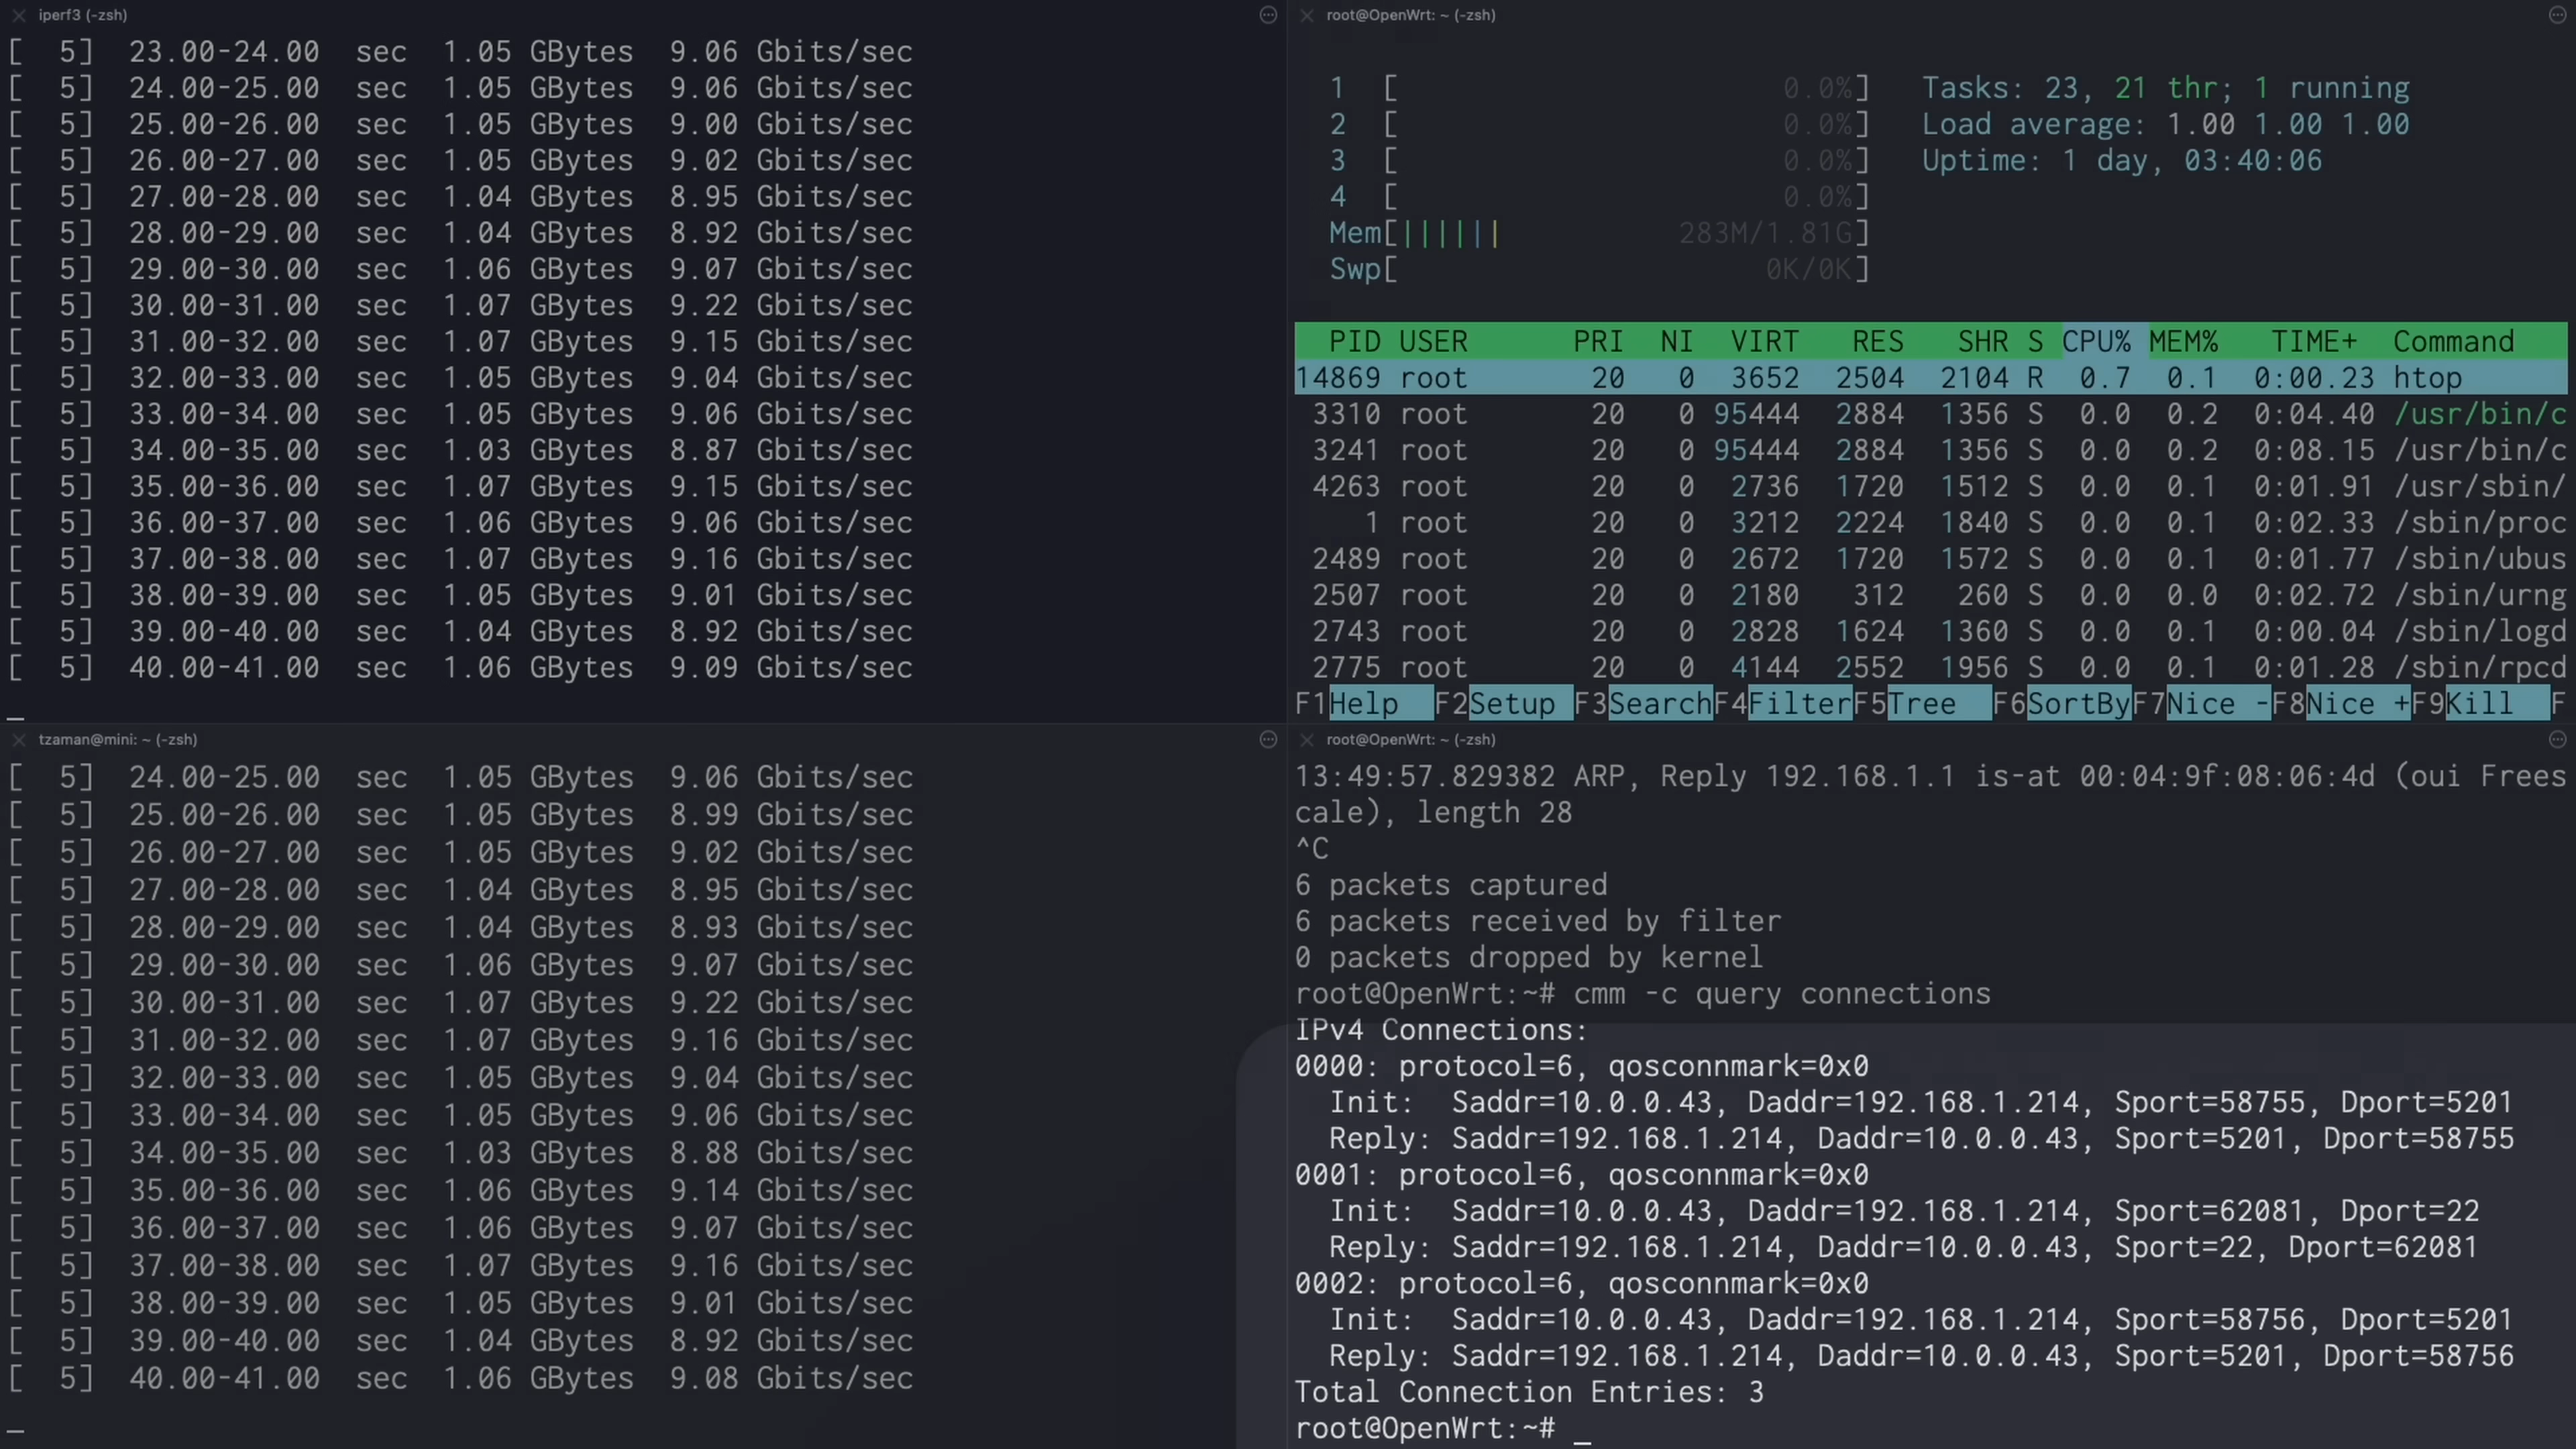 iperf3 (-zsh)
[  5]  23.00-24.00  sec  1.05 GBytes  9.06 Gbits/sec
[  5]  24.00-25.00  sec  1.05 GBytes  9.06 Gbits/sec
[  5]  25.00-26.00  sec  1.05 GBytes  9.00 Gbits/sec
[  5]  26.00-27.00  sec  1.05 GBytes  9.02 Gbits/sec
[  5]  27.00-28.00  sec  1.04 GBytes  8.95 Gbits/sec
[  5]  28.00-29.00  sec  1.04 GBytes  8.92 Gbits/sec
[  5]  29.00-30.00  sec  1.06 GBytes  9.07 Gbits/sec
[  5]  30.00-31.00  sec  1.07 GBytes  9.22 Gbits/sec
[  5]  31.00-32.00  sec  1.07 GBytes  9.15 Gbits/sec
[  5]  32.00-33.00  sec  1.05 GBytes  9.04 Gbits/sec
[  5]  33.00-34.00  sec  1.05 GBytes  9.06 Gbits/sec
[  5]  34.00-35.00  sec  1.03 GBytes  8.87 Gbits/sec
[  5]  35.00-36.00  sec  1.07 GBytes  9.15 Gbits/sec
[  5]  36.00-37.00  sec  1.06 GBytes  9.06 Gbits/sec
[  5]  37.00-38.00  sec  1.07 GBytes  9.16 Gbits/sec
[  5]  38.00-39.00  sec  1.05 GBytes  9.01 Gbits/sec
[  5]  39.00-40.00  sec  1.04 GBytes  8.92 Gbits/sec
[  5]  40.00-41.00  sec  1.06 GBytes  9.09 Gbits/sec
root@OpenWrt: ~ (-zsh)
1  [ 0.0%]  Tasks: 23, 21 thr; 1 running
2  [ 0.0%]  Load average: 1.00 1.00 1.00
3  [ 0.0%]  Uptime: 1 day, 03:40:06
4  [ 0.0%]
Mem[|||||| 283M/1.81G]
Swp[ 0K/0K]
PID USER PRI NI VIRT RES SHR S CPU% MEM% TIME+ Command
14869 root 20 0 3652 2504 2104 R 0.7 0.1 0:00.23 htop
3310 root 20 0 95444 2884 1356 S 0.0 0.2 0:04.40 /usr/bin/c
3241 root 20 0 95444 2884 1356 S 0.0 0.2 0:08.15 /usr/bin/c
4263 root 20 0 2736 1720 1512 S 0.0 0.1 0:01.91 /usr/sbin/
1 root 20 0 3212 2224 1840 S 0.0 0.1 0:02.33 /sbin/proc
2489 root 20 0 2672 1720 1572 S 0.0 0.1 0:01.77 /sbin/ubus
2507 root 20 0 2180 312 260 S 0.0 0.0 0:02.72 /sbin/urng
2743 root 20 0 2828 1624 1360 S 0.0 0.1 0:00.04 /sbin/logd
2775 root 20 0 4144 2552 1956 S 0.0 0.1 0:01.28 /sbin/rpcd
F1Help  F2Setup F3SearchF4FilterF5Tree  F6SortByF7Nice -F8Nice +F9Kill  F
tzaman@mini: ~ (-zsh)
[  5]  24.00-25.00  sec  1.05 GBytes  9.06 Gbits/sec
[  5]  25.00-26.00  sec  1.05 GBytes  8.99 Gbits/sec
[  5]  26.00-27.00  sec  1.05 GBytes  9.02 Gbits/sec
[  5]  27.00-28.00  sec  1.04 GBytes  8.95 Gbits/sec
[  5]  28.00-29.00  sec  1.04 GBytes  8.93 Gbits/sec
[  5]  29.00-30.00  sec  1.06 GBytes  9.07 Gbits/sec
[  5]  30.00-31.00  sec  1.07 GBytes  9.22 Gbits/sec
[  5]  31.00-32.00  sec  1.07 GBytes  9.16 Gbits/sec
[  5]  32.00-33.00  sec  1.05 GBytes  9.04 Gbits/sec
[  5]  33.00-34.00  sec  1.05 GBytes  9.06 Gbits/sec
[  5]  34.00-35.00  sec  1.03 GBytes  8.88 Gbits/sec
[  5]  35.00-36.00  sec  1.06 GBytes  9.14 Gbits/sec
[  5]  36.00-37.00  sec  1.06 GBytes  9.07 Gbits/sec
[  5]  37.00-38.00  sec  1.07 GBytes  9.16 Gbits/sec
[  5]  38.00-39.00  sec  1.05 GBytes  9.01 Gbits/sec
[  5]  39.00-40.00  sec  1.04 GBytes  8.92 Gbits/sec
[  5]  40.00-41.00  sec  1.06 GBytes  9.08 Gbits/sec
root@OpenWrt: ~ (-zsh)
13:49:57.829382 ARP, Reply 192.168.1.1 is-at 00:04:9f:08:06:4d (oui Frees
cale), length 28
^C
6 packets captured
6 packets received by filter
0 packets dropped by kernel
root@OpenWrt:~# cmm -c query connections
IPv4 Connections:
0000: protocol=6, qosconnmark=0x0
Init:  Saddr=10.0.0.43, Daddr=192.168.1.214, Sport=58755, Dport=5201
Reply: Saddr=192.168.1.214, Daddr=10.0.0.43, Sport=5201, Dport=58755
0001: protocol=6, qosconnmark=0x0
Init:  Saddr=10.0.0.43, Daddr=192.168.1.214, Sport=62081, Dport=22
Reply: Saddr=192.168.1.214, Daddr=10.0.0.43, Sport=22, Dport=62081
0002: protocol=6, qosconnmark=0x0
Init:  Saddr=10.0.0.43, Daddr=192.168.1.214, Sport=58756, Dport=5201
Reply: Saddr=192.168.1.214, Daddr=10.0.0.43, Sport=5201, Dport=58756
Total Connection Entries: 3
root@OpenWrt:~# _